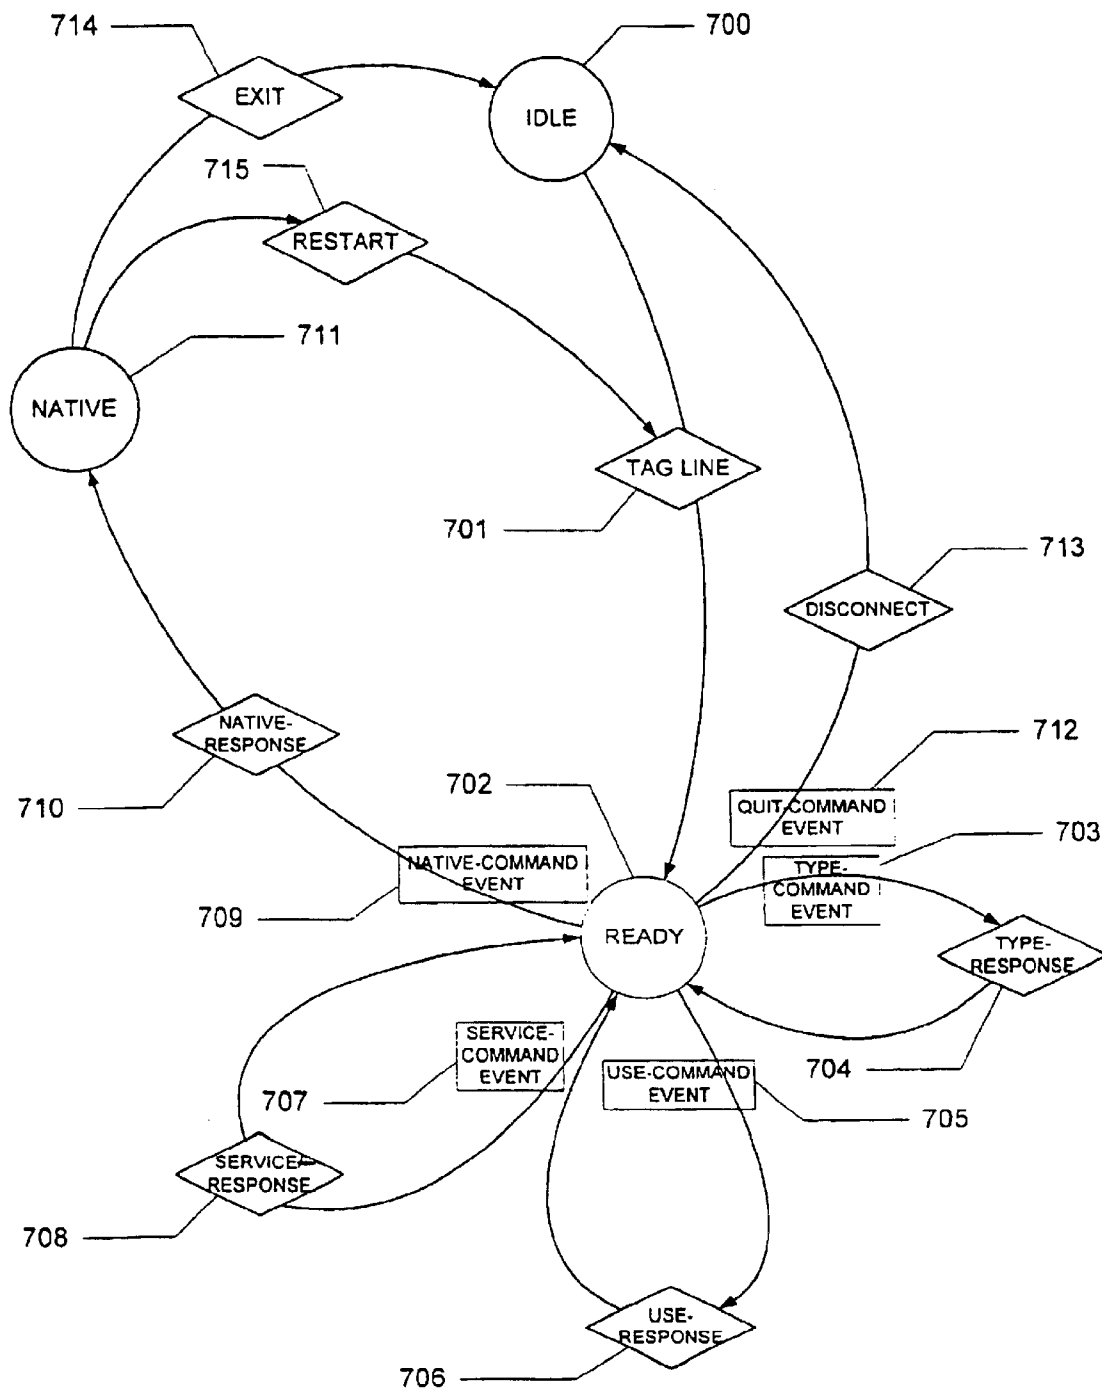 714
700
EXIT
IDLE
715
RESTART
711
NATIVE
TAG LINE
701
713
DISCONNECT
NATIVE-
RESPONSE
710
712
702
QUIT-COMMAND
EVENT
703
NATIVE-COMMAND
EVENT
TYPE-
COMMAND
EVENT
709
READY
TYPE-
RESPONSE
SERVICE-
COMMAND
EVENT
707
USE-COMMAND
EVENT
704
705
SERVICE-
RESPONSE
708
USE-
RESPONSE
706